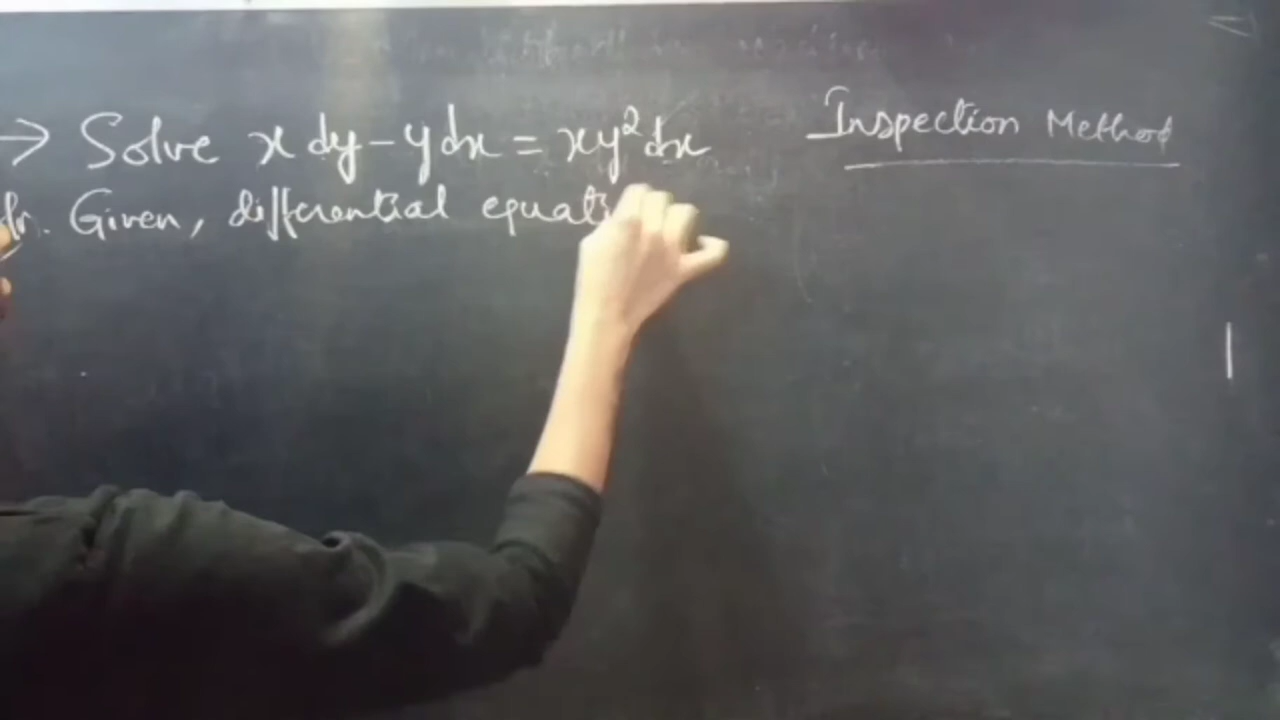 → Solve x dy - y dx = xy² dx
Inspection Method
Given, differential